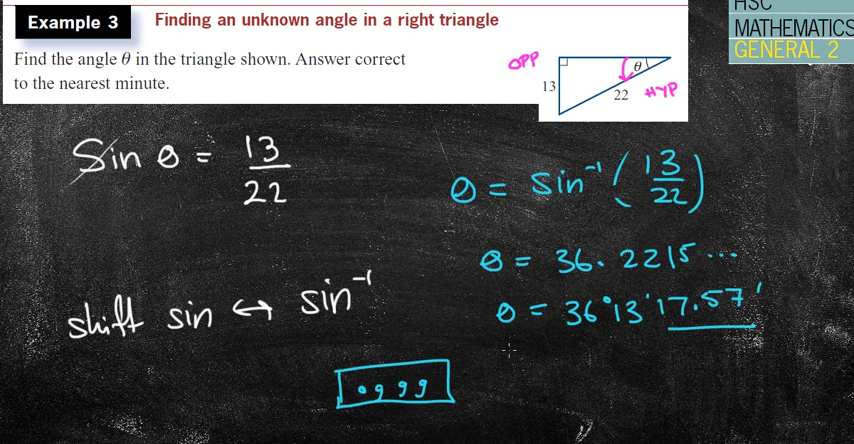 Example 3 Finding an unknown angle in a right triangle
Find the angle θ in the triangle shown. Answer correct
to the nearest minute.
HSC
MATHEMATICS
GENERAL 2
OPP
θ
13
22 HYP
Sin θ = 13/22
θ = sin⁻¹ (13/22)
θ = 36.2215...
shift sin ↔ sin⁻¹
θ = 36°13'17.57'